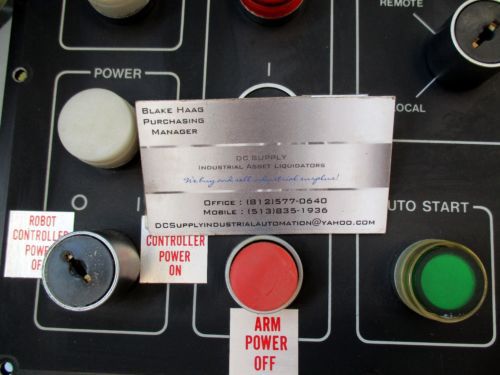 REMOTE
POWER
I
LOCAL
BLAKE HAAG
PURCHASING
MANAGER
DC SUPPLY
INDUSTRIAL ASSET LIQUIDATORS
We buy and sell industrial surplus!
OFFICE : (812)577-0640
MOBILE : (513)835-1936
DCSUPPLYINDUSTRIALAUTOMATION@YAHOO.COM
O
I
AUTO START
ROBOT
CONTROLLER
POWER
OFF
CONTROLLER
POWER
ON
ARM
POWER
OFF